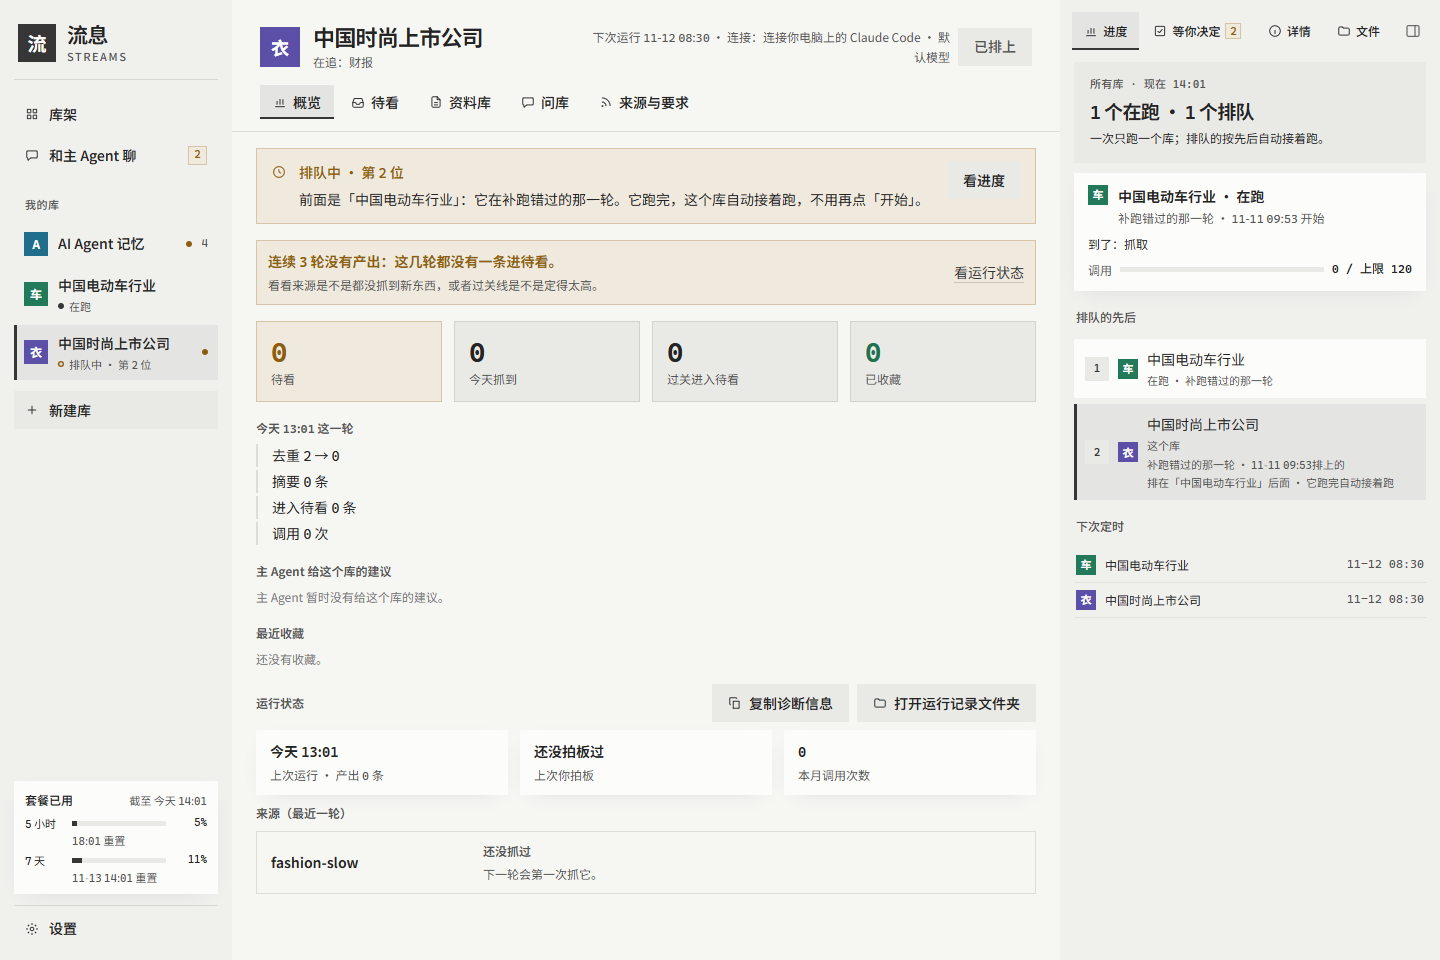 流
流息
STREAMS
库架
和主 Agent 聊
2
我的库
A
AI Agent 记忆
4
车
中国电动车行业
在跑
衣
中国时尚上市公司
排队中 · 第 2 位
新建库
套餐已用
截至 今天 14:01
5 小时
5%
18:01 重置
7 天
11%
11-13 14:01 重置
设置
衣
中国时尚上市公司
在追：财报
下次运行 11-12 08:30 · 连接：连接你电脑上的 Claude Code · 默
认模型
已排上
概览
待看
资料库
问库
来源与要求
排队中 · 第 2 位
前面是「中国电动车行业」：它在补跑错过的那一轮。它跑完，这个库自动接着跑，不用再点「开始」。
看进度
连续 3 轮没有产出：这几轮都没有一条进待看。
看看来源是不是都没抓到新东西，或者过关线是不是定得太高。
看运行状态
0
待看
0
今天抓到
0
过关进入待看
0
已收藏
今天 13:01 这一轮
去重 2→0
摘要 0 条
进入待看 0 条
调用 0 次
主 Agent 给这个库的建议
主 Agent 暂时没有给这个库的建议。
最近收藏
还没有收藏。
运行状态
复制诊断信息
打开运行记录文件夹
今天 13:01
上次运行 · 产出 0 条
还没拍板过
上次你拍板
0
本月调用次数
来源（最近一轮）
fashion-slow
还没抓过
下一轮会第一次抓它。
进度
等你决定
2
详情
文件
所有库 · 现在 14:01
1 个在跑 · 1 个排队
一次只跑一个库；排队的按先后自动接着跑。
车
中国电动车行业 · 在跑
补跑错过的那一轮 · 11-11 09:53 开始
到了：抓取
调用
0 / 上限 120
排队的先后
1
车
中国电动车行业
在跑 · 补跑错过的那一轮
2
衣
中国时尚上市公司
这个库
补跑错过的那一轮 · 11-11 09:53排上的
排在「中国电动车行业」后面 · 它跑完自动接着跑
下次定时
车
中国电动车行业
11-12 08:30
衣
中国时尚上市公司
11-12 08:30